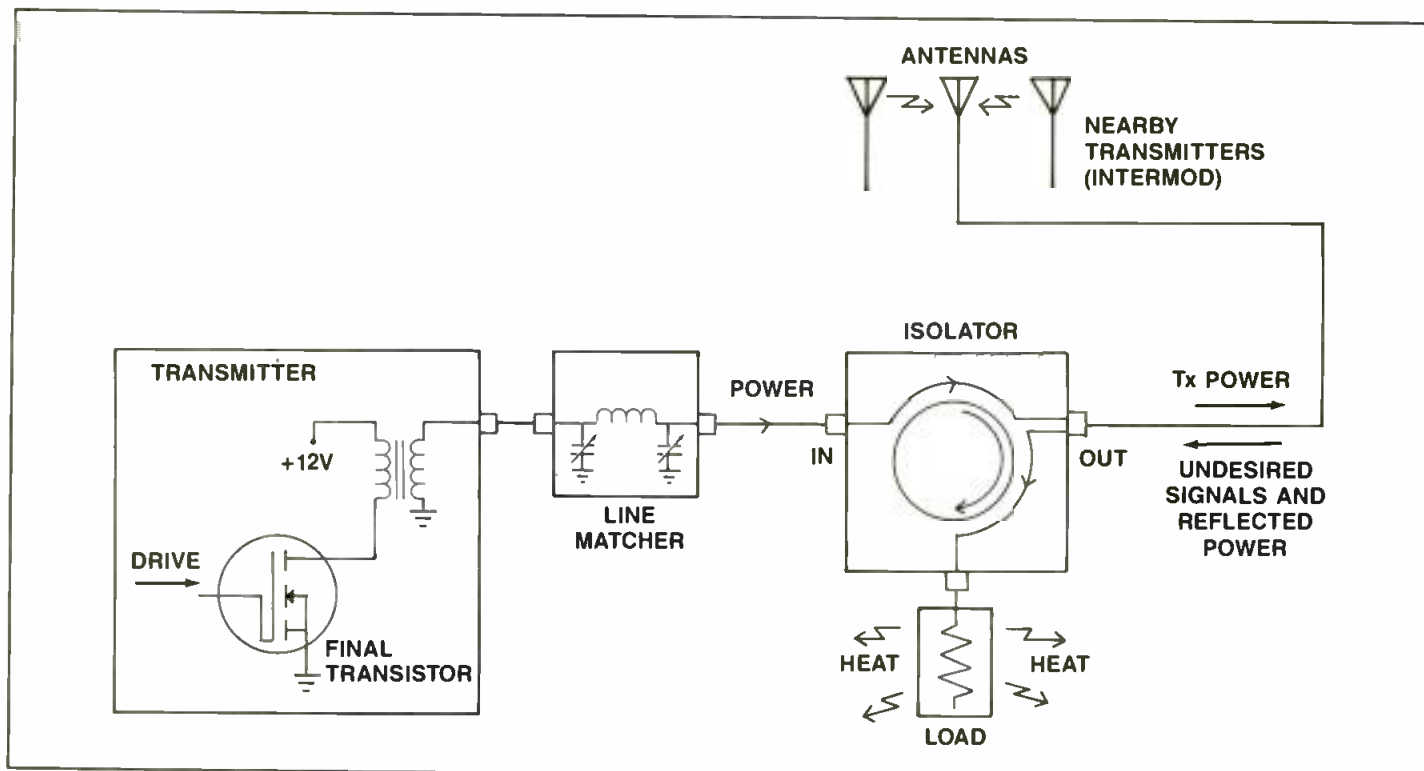 ANTENNAS
NEARBY
TRANSMITTERS
(INTERMOD)
ISOLATOR
TRANSMITTER
POWER
Tx POWER
+12V
IN
OUT
LINE
MATCHER
UNDESIRED
SIGNALS AND
REFLECTED
POWER
DRIVE
FINAL
TRANSISTOR
HEAT
HEAT
LOAD